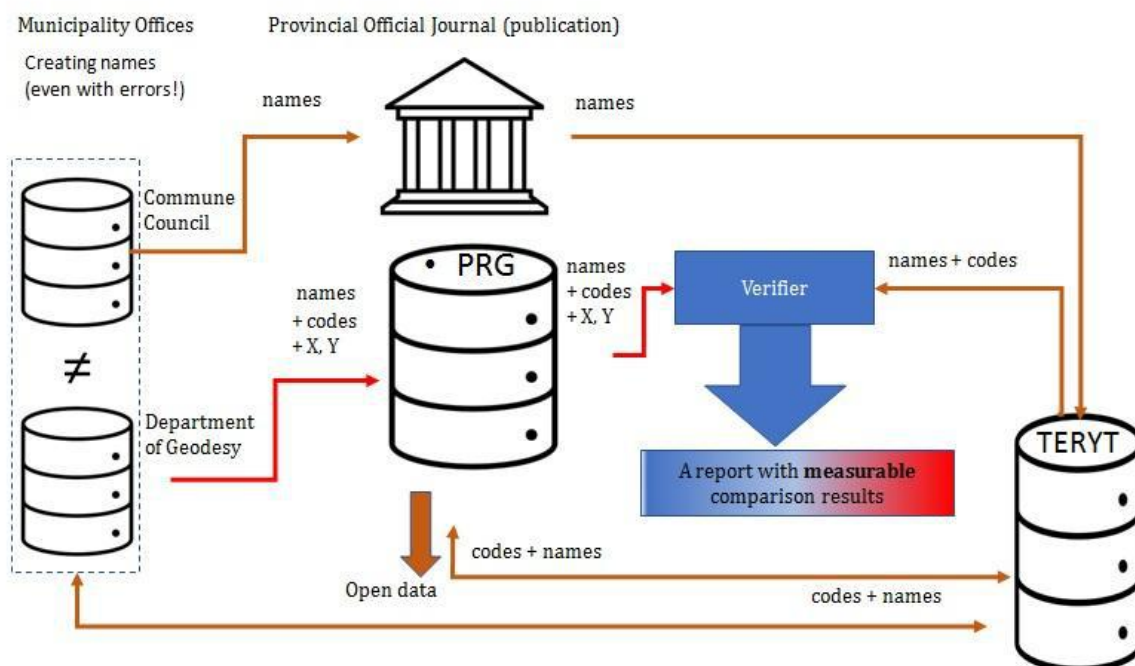 Municipality Offices
Provincial Official Journal (publication)
Creating names
(even with errors!)
names
names
Commune
Council
PRG
names
+ codes
+ X, Y
names
+ codes
+ X, Y
Verifier
names + codes
≠
Department
of Geodesy
TERYT
A report with measurable
comparison results
codes + names
Open data
codes + names